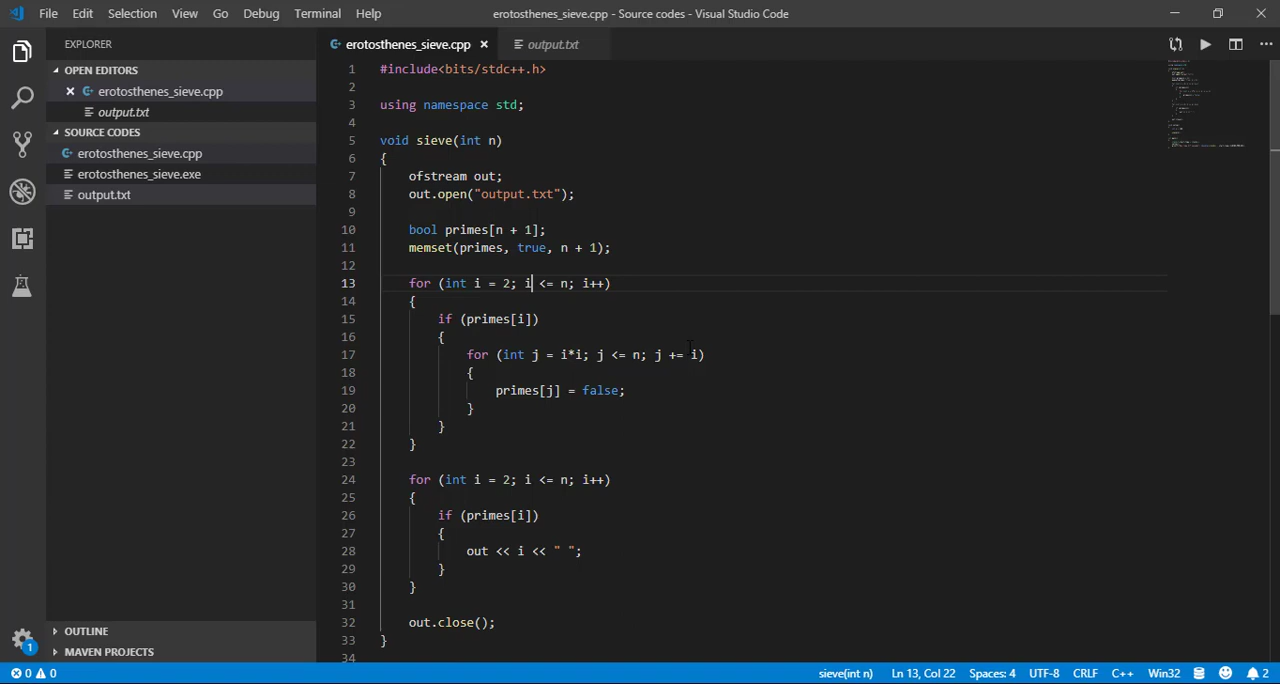 File Edit Selection View Go Debug Terminal Help
erotosthenes_sieve.cpp - Source codes - Visual Studio Code
EXPLORER
OPEN EDITORS
erotosthenes_sieve.cpp
output.txt
SOURCE CODES
erotosthenes_sieve.cpp
erotosthenes_sieve.exe
output.txt
OUTLINE
MAVEN PROJECTS
erotosthenes_sieve.cpp output.txt
1 #include<bits/stdc++.h>
2
3 using namespace std;
4
5 void sieve(int n)
6 {
7 ofstream out;
8 out.open("output.txt");
9
10 bool primes[n + 1];
11 memset(primes, true, n + 1);
12
13 for (int i = 2; i <= n; i++)
14 {
15 if (primes[i])
16 {
17 for (int j = i*i; j <= n; j += i)
18 {
19 primes[j] = false;
20 }
21 }
22 }
23
24 for (int i = 2; i <= n; i++)
25 {
26 if (primes[i])
27 {
28 out << i << " ";
29 }
30 }
31
32 out.close();
33 }
34
1
0 0 sieve(int n) Ln 13, Col 22 Spaces: 4 UTF-8 CRLF C++ Win32 2